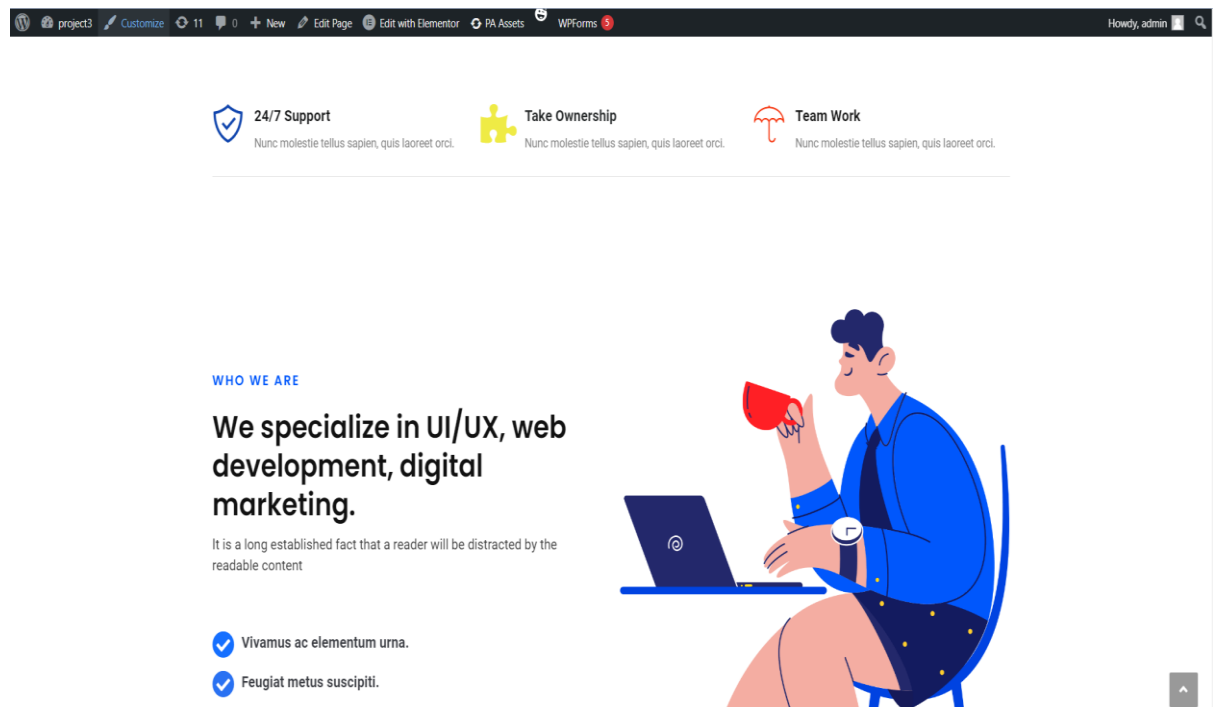 project3 Customize 11 0 New Edit Page Edit with Elementor PA Assets WPForms 5 Howdy, admin
24/7 Support
Nunc molestie tellus sapien, quis laoreet orci.
Take Ownership
Nunc molestie tellus sapien, quis laoreet orci.
Team Work
Nunc molestie tellus sapien, quis laoreet orci.
WHO WE ARE
We specialize in UI/UX, web
development, digital
marketing.
It is a long established fact that a reader will be distracted by the
readable content
Vivamus ac elementum urna.
Feugiat metus suscipiti.